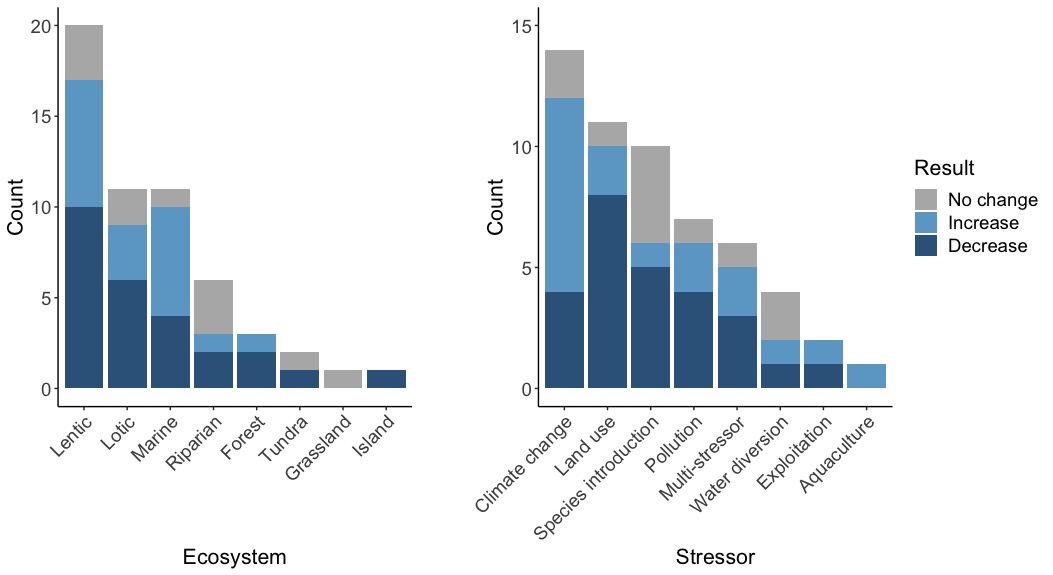 20
15
10
5
0
Count
Lentic
Lotic
Marine
Riparian
Forest
Tundra
Grassland
Island
Ecosystem
15
10
5
0
Count
Climate change
Land use
Species introduction
Pollution
Multi-stressor
Water diversion
Exploitation
Aquaculture
Stressor
Result
No change
Increase
Decrease